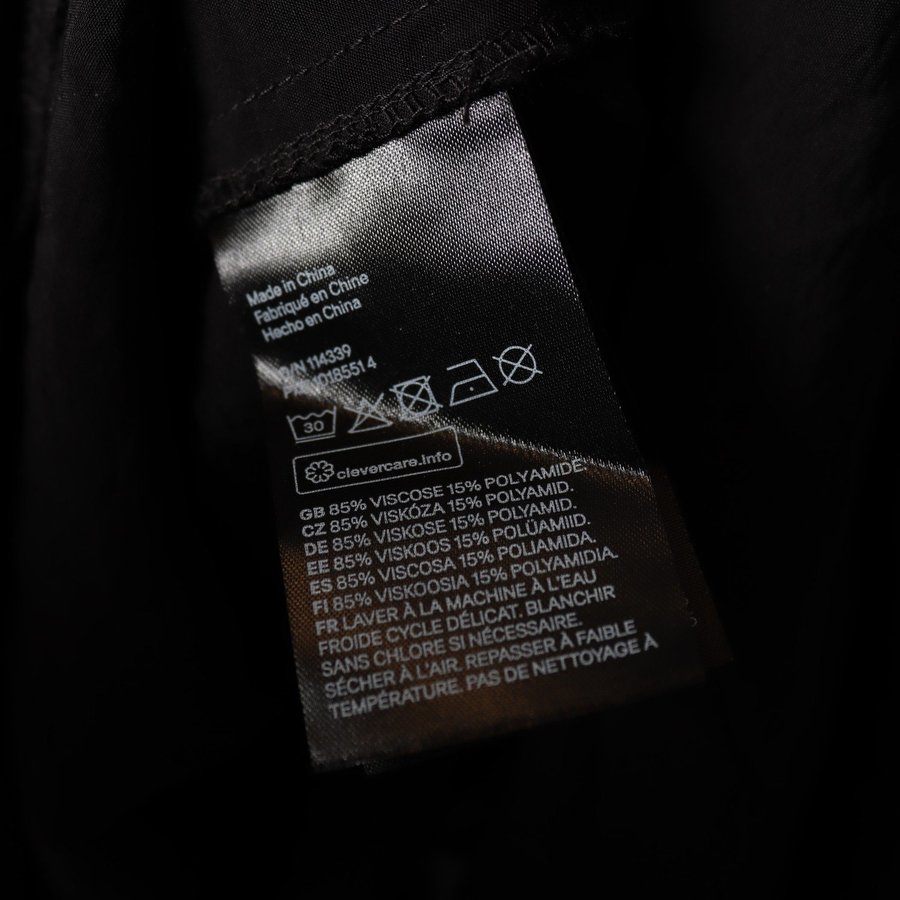 Made in China
Fabriqué en Chine
Hecho en China
114339
30
clevercare.info
GB 85% VISCOSE 15% POLYAMIDE.
CZ 85% VISKÓZA 15% POLYAMID.
DE 85% VISKOSE 15% POLYAMID.
EE 85% VISKOOS 15% POLÜAMIID.
ES 85% VISCOSA 15% POLIAMIDA.
FI 85% VISKOOSIA 15% POLYAMIDIA.
FR LAVER À LA MACHINE À L'EAU
FROIDE CYCLE DÉLICAT. BLANCHIR
SANS CHLORE SI NÉCESSAIRE.
SÉCHER À L'AIR. REPASSER À FAIBLE
TEMPÉRATURE. PAS DE NETTOYAGE À